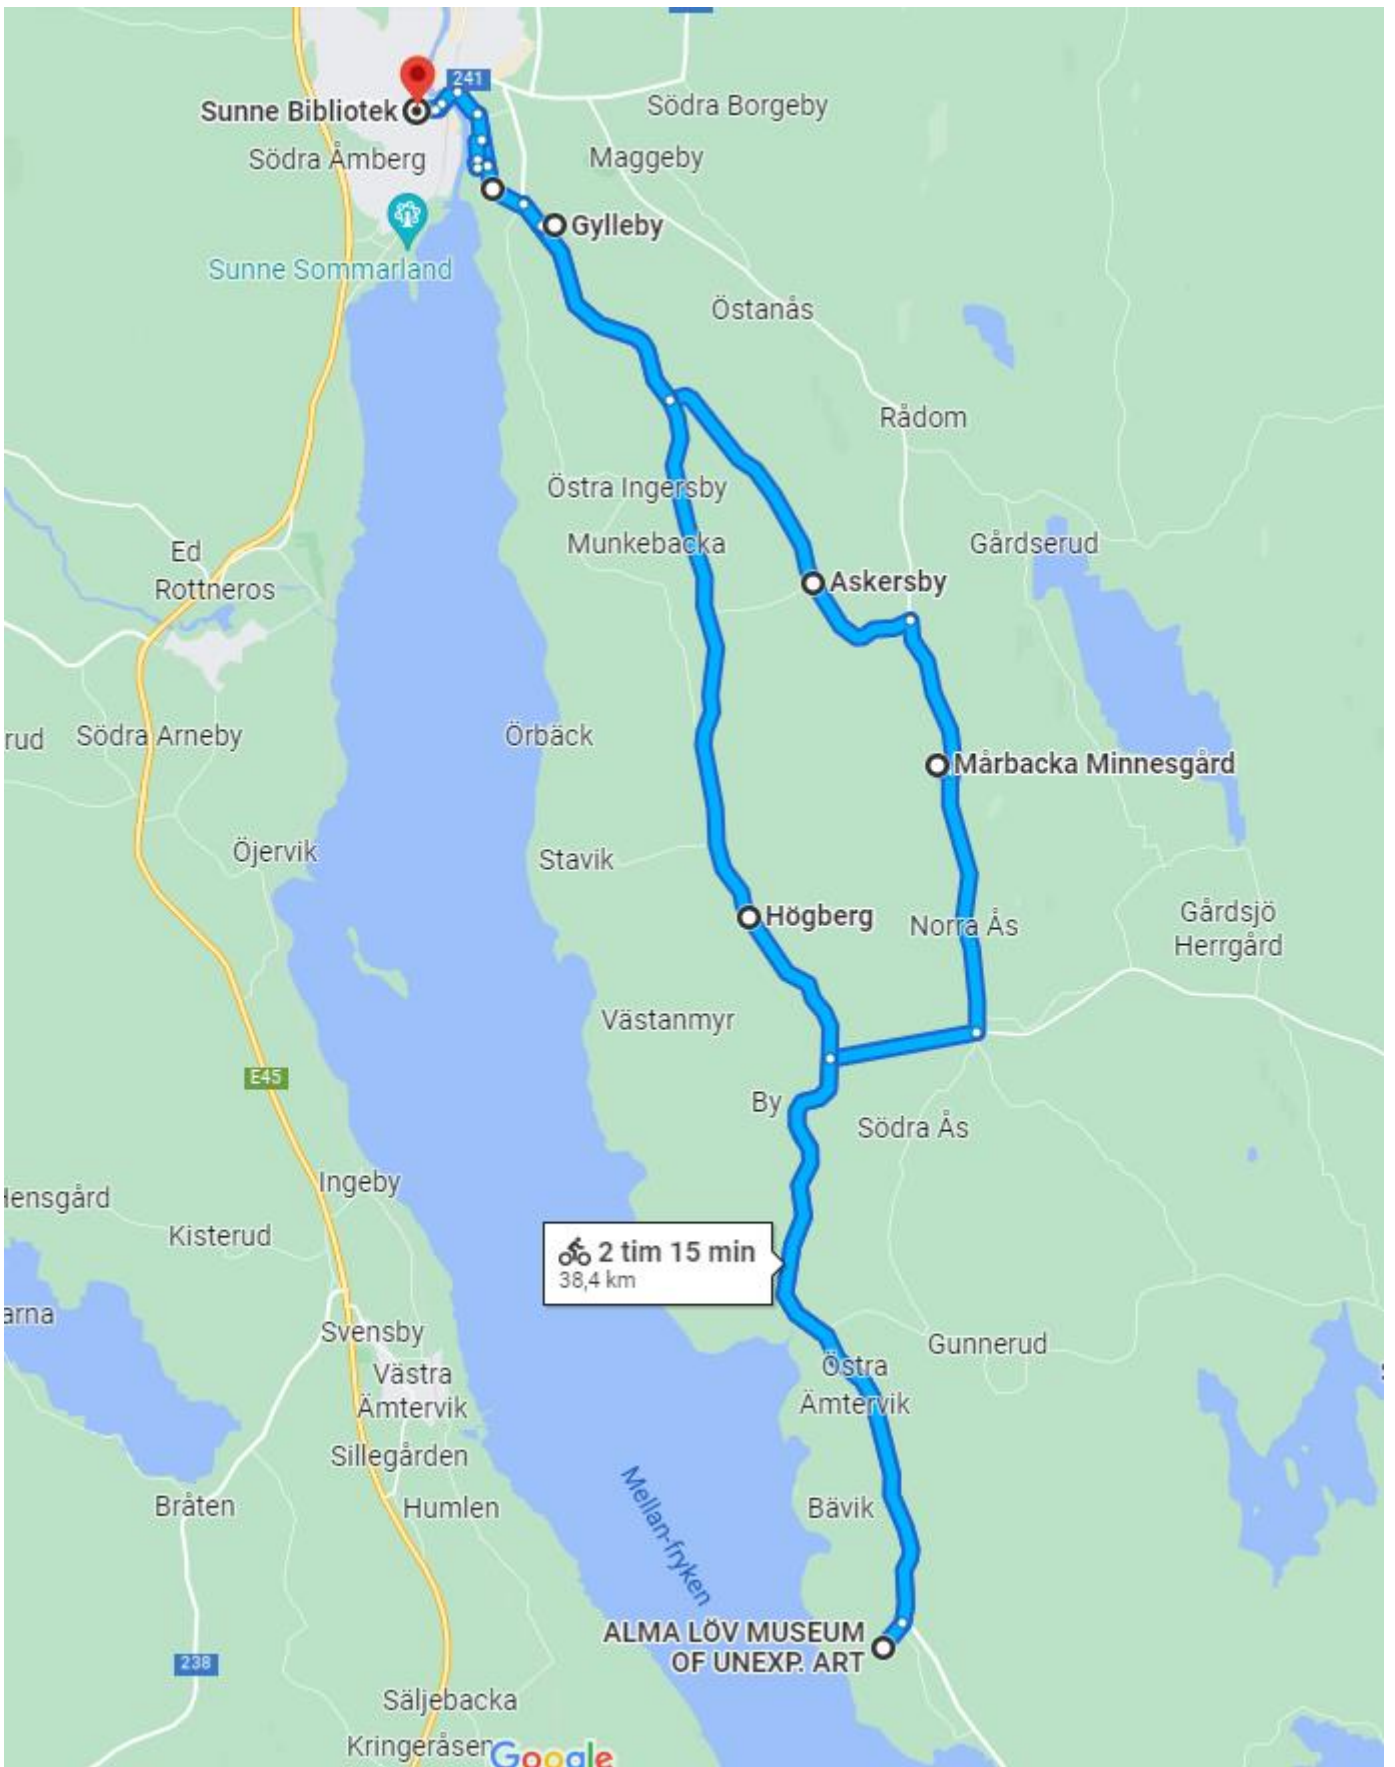 241
Sunne Bibliotek
Södra Borgeby
Södra Åmberg
Maggeby
Gylleby
Sunne Sommarland
Östanås
Rådom
Östra Ingersby
Munkebacka
Gårdserud
Ed
Rottneros
Askersby
rud
Södra Arneby
Örbäck
Mårbacka Minnesgård
Öjervik
Stavik
Högberg
Norra Ås
Gårdsjö
Herrgård
Västanmyr
E45
By
Södra Ås
Ingeby
Hensgård
Kisterud
2 tim 15 min
38,4 km
arna
Svensby
Gunnerud
Västra
Ämtervik
Östra
Ämtervik
Sillegården
Bråten
Humlen
Mellan-fryken
Bävik
ALMA LÖV MUSEUM
OF UNEXP. ART
238
Säljebacka
Kringeråsen
Google